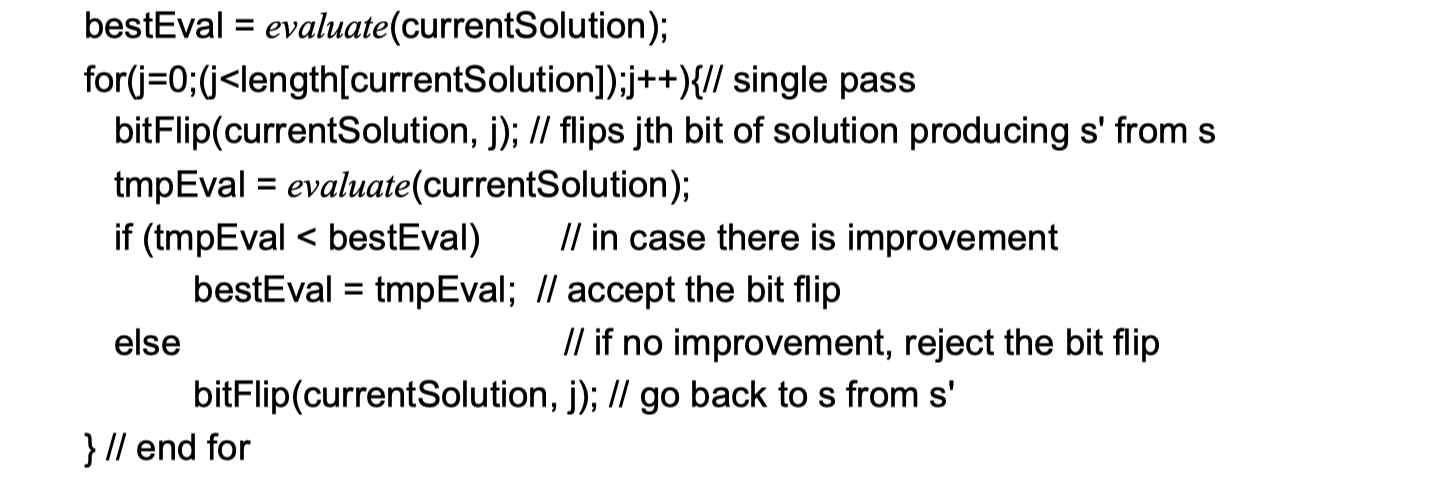 bestEval = evaluate(currentSolution);
for(j=0;(j<length[currentSolution]);j++){// single pass
bitFlip(currentSolution, j); // flips jth bit of solution producing s' from s
tmpEval = evaluate(currentSolution);
if (tmpEval < bestEval) // in case there is improvement
bestEval = tmpEval; // accept the bit flip
else // if no improvement, reject the bit flip
bitFlip(currentSolution, j); // go back to s from s'
} // end for